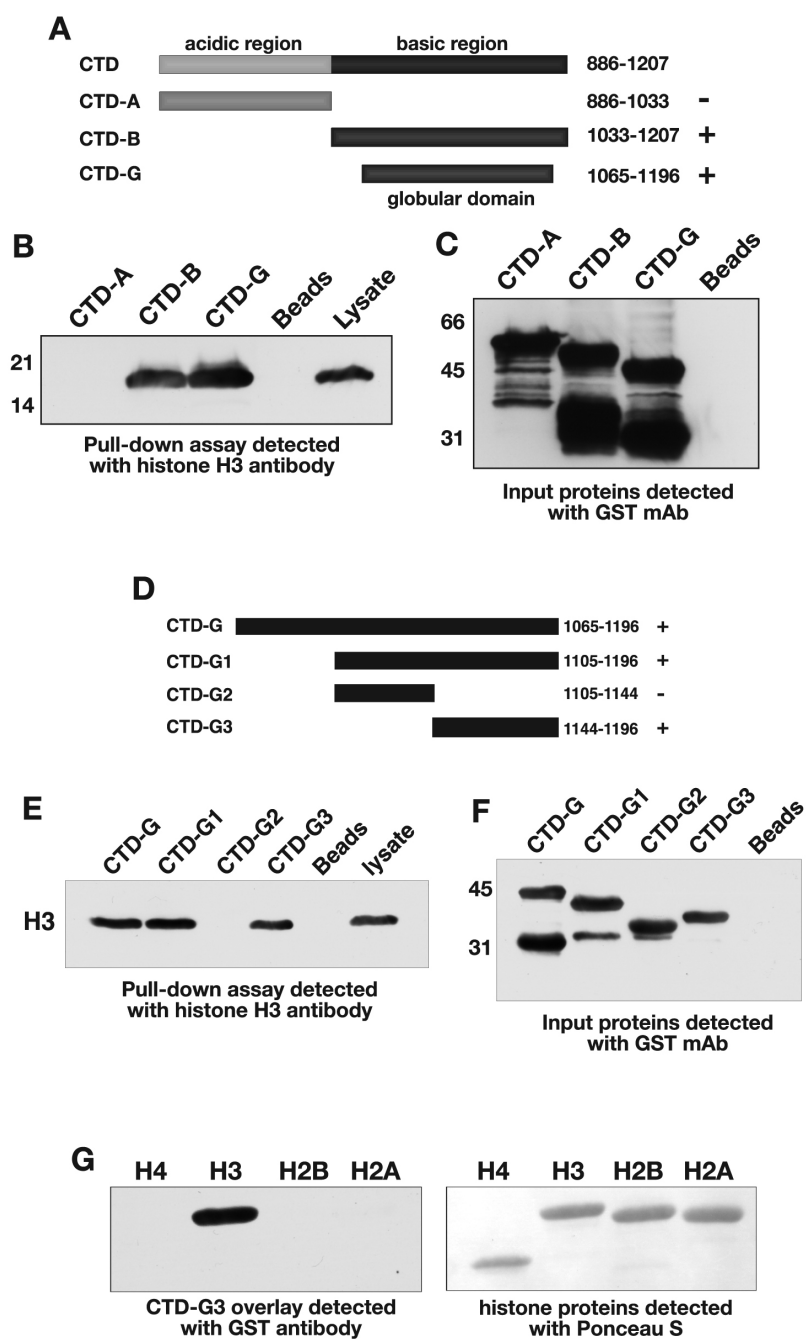 A
acidic region basic region
CTD 886-1207
CTD-A 886-1033 -
CTD-B 1033-1207 +
CTD-G 1065-1196 +
globular domain
B
CTD-A CTD-B CTD-G Beads Lysate
21
14
Pull-down assay detected
with histone H3 antibody
C
CTD-A CTD-B CTD-G Beads
66
45
31
Input proteins detected
with GST mAb
D
CTD-G 1065-1196 +
CTD-G1 1105-1196 +
CTD-G2 1105-1144 -
CTD-G3 1144-1196 +
E
CTD-G CTD-G1 CTD-G2 CTD-G3 Beads lysate
H3
Pull-down assay detected
with histone H3 antibody
F
CTD-G CTD-G1 CTD-G2 CTD-G3 Beads
45
31
Input proteins detected
with GST mAb
G
H4 H3 H2B H2A
CTD-G3 overlay detected
with GST antibody
H4 H3 H2B H2A
histone proteins detected
with Ponceau S